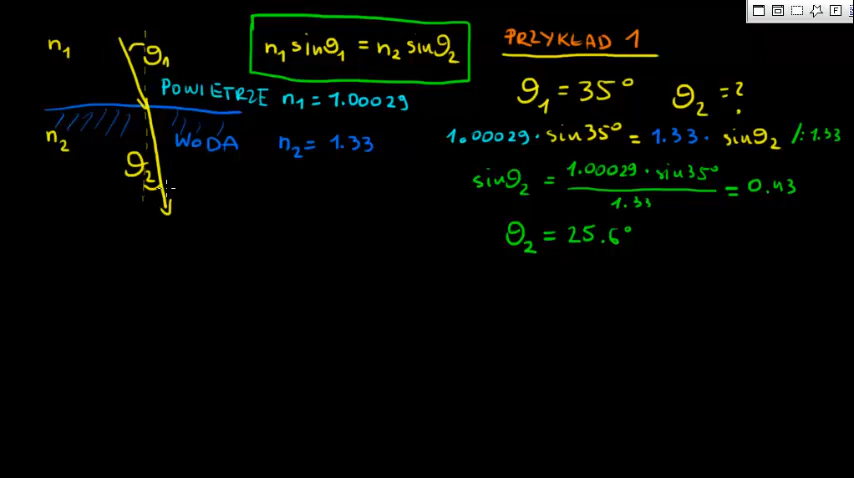 n₁
ϑ₁
n₁ sinϑ₁ = n₂ sinϑ₂
POWIETRZE n₁ = 1.00029
n₂
WODA n₂ = 1.33
ϑ₂
PRZYKŁAD 1
ϑ₁ = 35° ϑ₂ = ?
1.00029 · sin35° = 1.33 · sinϑ₂ /: 1.33
sinϑ₂ = 1.00029 · sin35° / 1.33 = 0.43
ϑ₂ = 25.6°
F